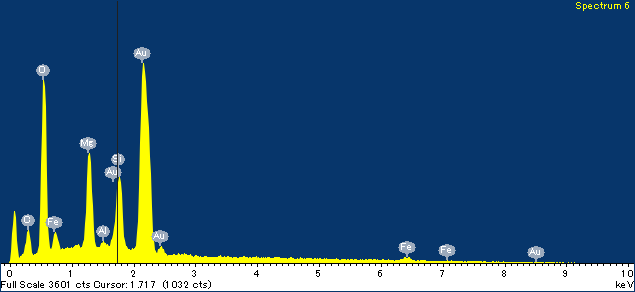 Spectrum 6
Au
O
Mg
Si
Au
C
Fe
Al
Au
Fe
Fe
Au
0 1 2 3 4 5 6 7 8 9 10
Full Scale 3601 cts Cursor: 1.717 (1032 cts) keV